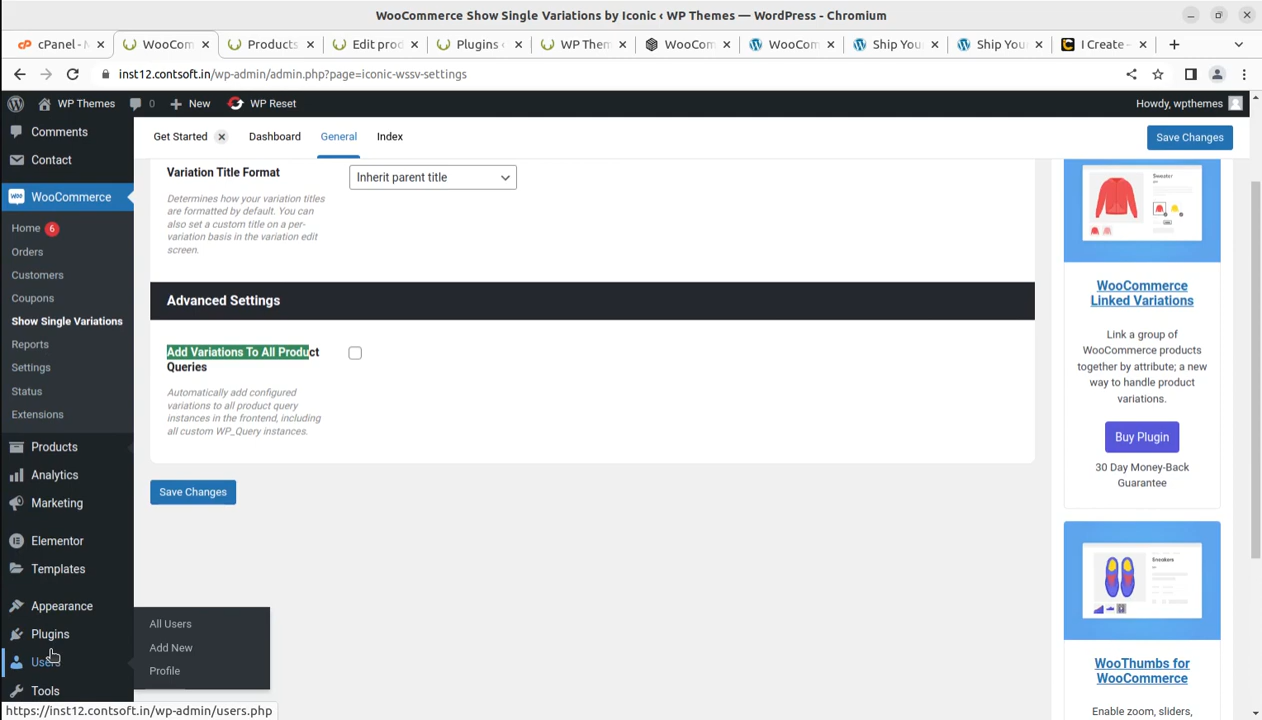 WooCommerce Show Single Variations by Iconic ‹ WP Themes — WordPress - Chromium
cPanel - M
WooCom
Products
Edit prod
Plugins ‹
WP Them
WooCom
WooCom
Ship You
Ship You
I Create -
inst12.contsoft.in/wp-admin/admin.php?page=iconic-wssv-settings
WP Themes
0
New
WP Reset
Howdy, wpthemes
Comments
Contact
WooCommerce
Home 6
Orders
Customers
Coupons
Show Single Variations
Reports
Settings
Status
Extensions
Products
Analytics
Marketing
Elementor
Templates
Appearance
Plugins
Users
Tools
All Users
Add New
Profile
https://inst12.contsoft.in/wp-admin/users.php
Get Started
Dashboard
General
Index
Save Changes
Variation Title Format
Inherit parent title
Determines how your variation titles
are formatted by default. You can
also set a custom title on a per-
variation basis in the variation edit
screen.
Advanced Settings
Add Variations To All Product
Queries
Automatically add configured
variations to all product query
instances in the frontend, including
all custom WP_Query instances.
Save Changes
Sweater
WooCommerce
Linked Variations
Link a group of
WooCommerce products
together by attribute; a new
way to handle product
variations.
Buy Plugin
30 Day Money-Back
Guarantee
Sneakers
WooThumbs for
WooCommerce
Enable zoom, sliders,